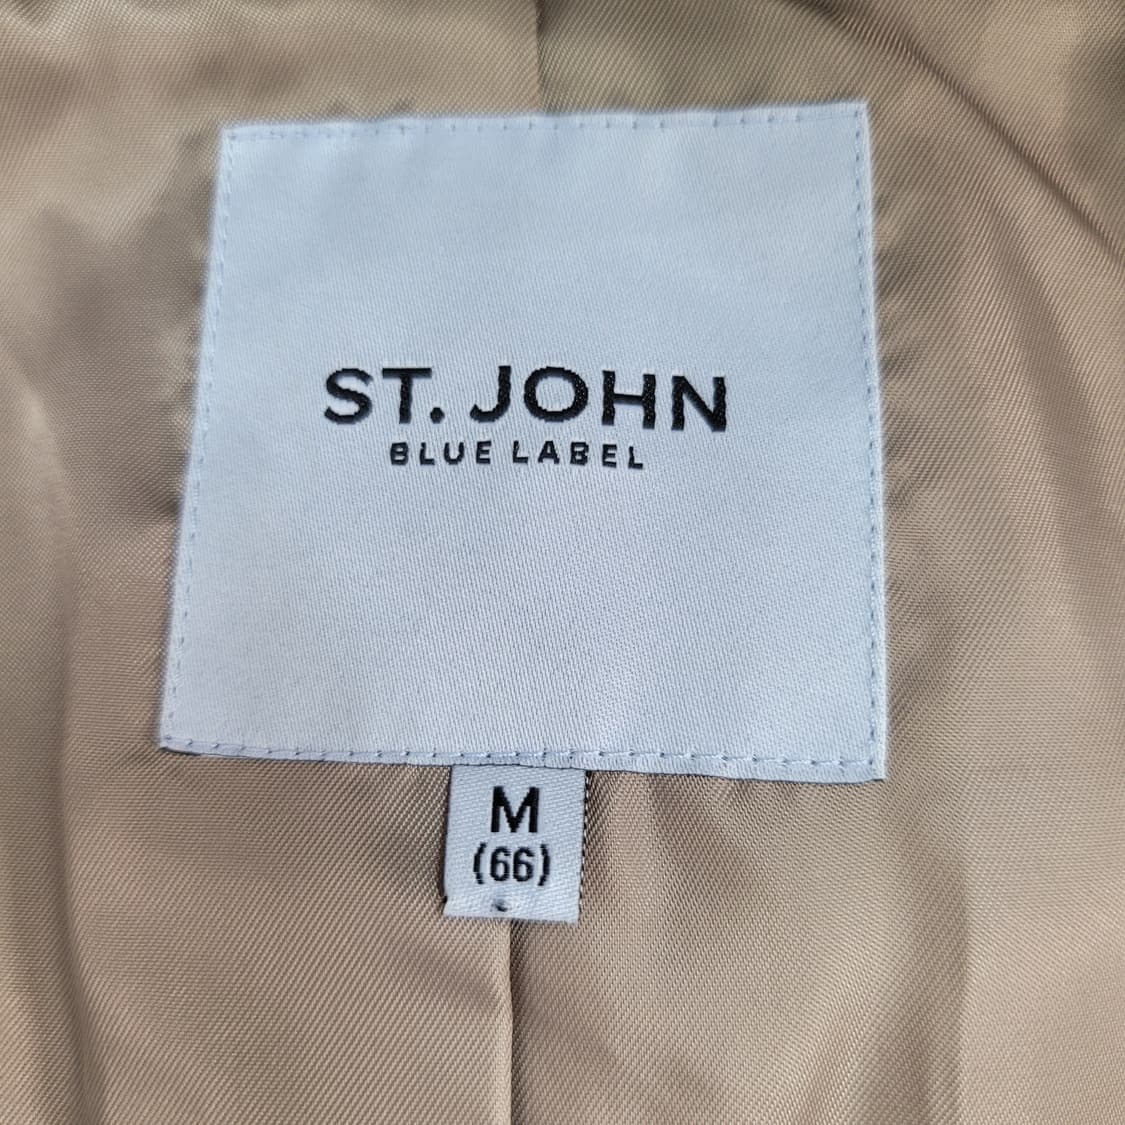 ST. JOHN
BLUE LABEL
M
(66)